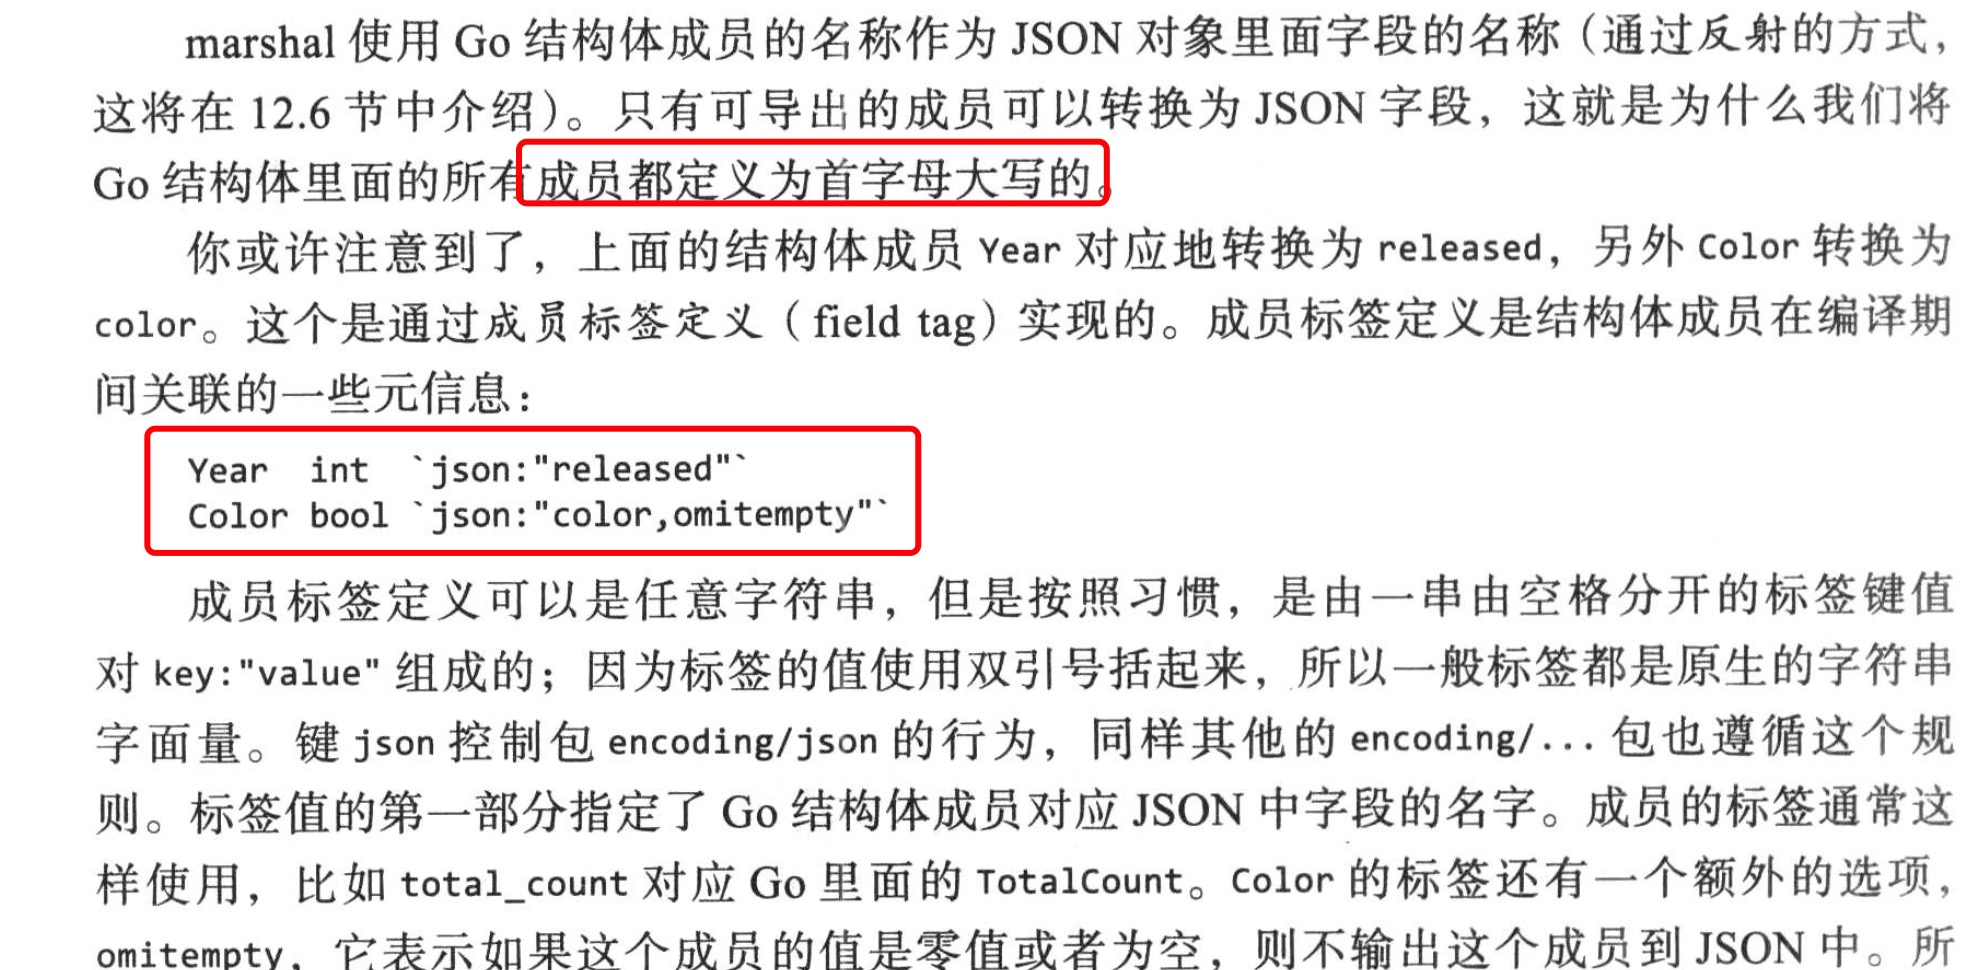 marshal 使用 Go 结构体成员的名称作为 JSON 对象里面字段的名称（通过反射的方式，
这将在 12.6 节中介绍）。只有可导出的成员可以转换为 JSON 字段，这就是为什么我们将
Go 结构体里面的所有成员都定义为首字母大写的。
你或许注意到了，上面的结构体成员 Year 对应地转换为 released，另外 Color 转换为
color。这个是通过成员标签定义（field tag）实现的。成员标签定义是结构体成员在编译期
间关联的一些元信息：
Year  int  `json:"released"`
Color bool `json:"color,omitempty"`
成员标签定义可以是任意字符串，但是按照习惯，是由一串由空格分开的标签键值
对 key:"value" 组成的；因为标签的值使用双引号括起来，所以一般标签都是原生的字符串
字面量。键 json 控制包 encoding/json 的行为，同样其他的 encoding/... 包也遵循这个规
则。标签值的第一部分指定了 Go 结构体成员对应 JSON 中字段的名字。成员的标签通常这
样使用，比如 total_count 对应 Go 里面的 TotalCount。Color 的标签还有一个额外的选项，
omitempty，它表示如果这个成员的值是零值或者为空，则不输出这个成员到 JSON 中。所